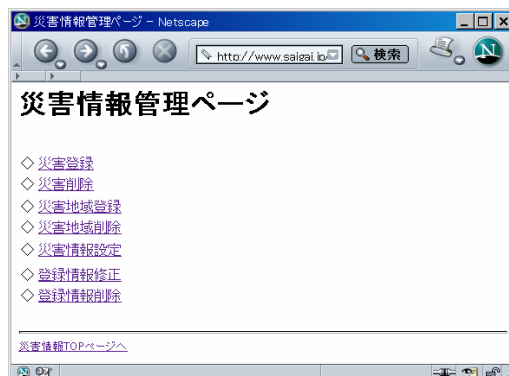 災害情報管理ページ - Netscape
http://www.saigai.jp
検索
N
災害情報管理ページ
◇ 災害登録
◇ 災害削除
◇ 災害地域登録
◇ 災害地域削除
◇ 災害情報設定
◇ 登録情報修正
◇ 登録情報削除
災害情報TOPページへ